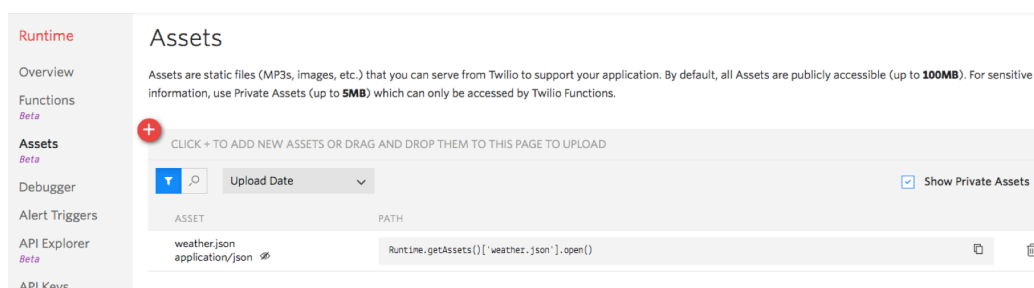 Runtime
Overview
Functions
Beta
Assets
Beta
Debugger
Alert Triggers
API Explorer
Beta
API Keys
Assets
Assets are static files (MP3s, images, etc.) that you can serve from Twilio to support your application. By default, all Assets are publicly accessible (up to 100MB). For sensitive
information, use Private Assets (up to 5MB) which can only be accessed by Twilio Functions.
CLICK + TO ADD NEW ASSETS OR DRAG AND DROP THEM TO THIS PAGE TO UPLOAD
Upload Date
Show Private Assets
ASSET PATH
weather.json
application/json
Runtime.getAssets()['weather.json'].open()